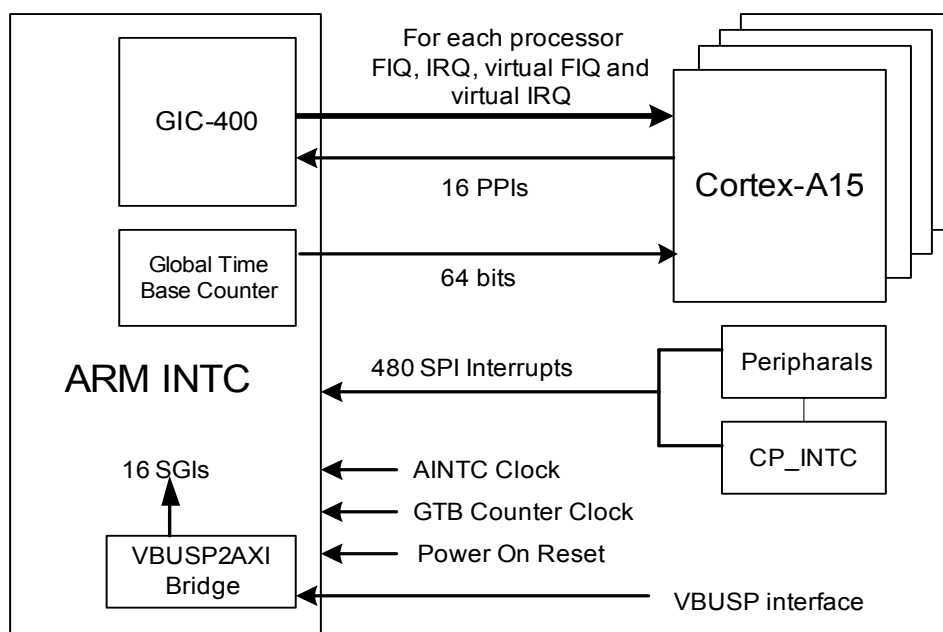 For each processor
FIQ, IRQ, virtual FIQ and
virtual IRQ
GIC-400
16 PPIs
Cortex-A15
Global Time
Base Counter
64 bits
ARM INTC
480 SPI Interrupts
Peripharals
CP_INTC
16 SGIs
AINTC Clock
GTB Counter Clock
Power On Reset
VBUSP2AXI
Bridge
VBUSP interface